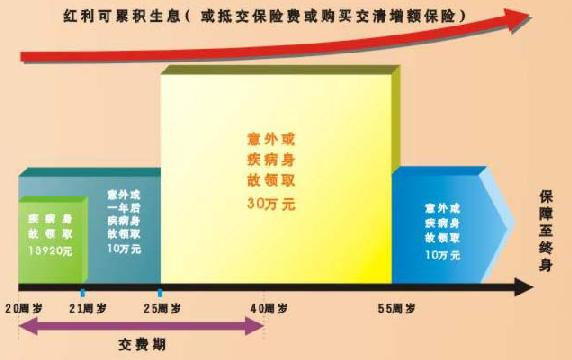 红利可累积生息(或抵交保险费或购买交清增额保险)
意外或
疾病身
故领取
30万元
疾病身
故领取
13920元
意外或
一年后
疾病身
故领取
10万元
意外或
疾病身
故领取
10万元
保障至终身
20周岁
21周岁
25周岁
40周岁
55周岁
交费期